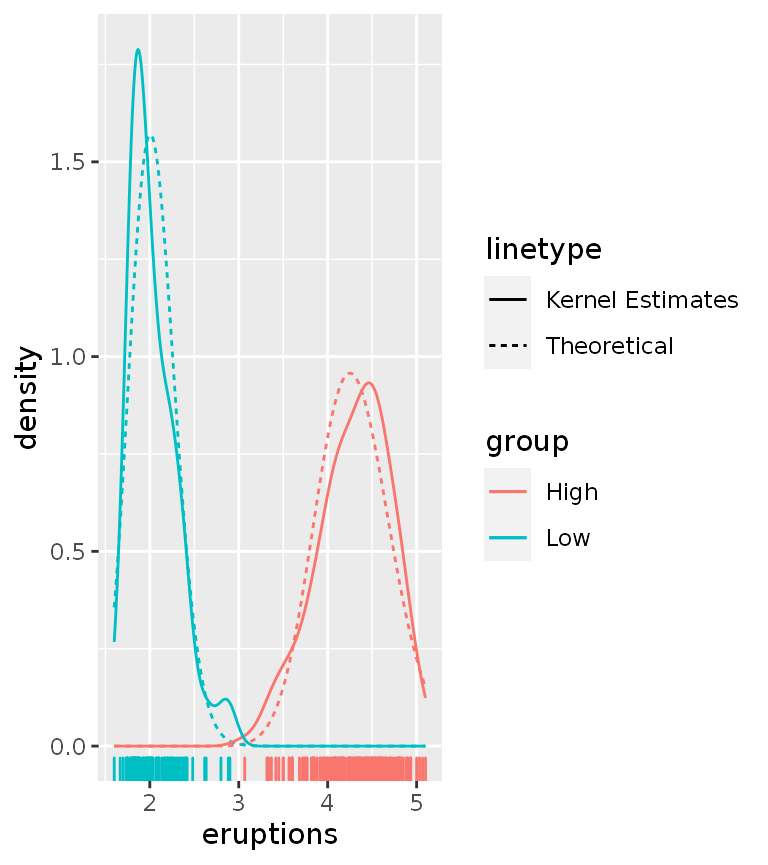 1.5
1.0
0.5
0.0
density
2 3 4 5
eruptions
linetype
Kernel Estimates
Theoretical
group
High
Low